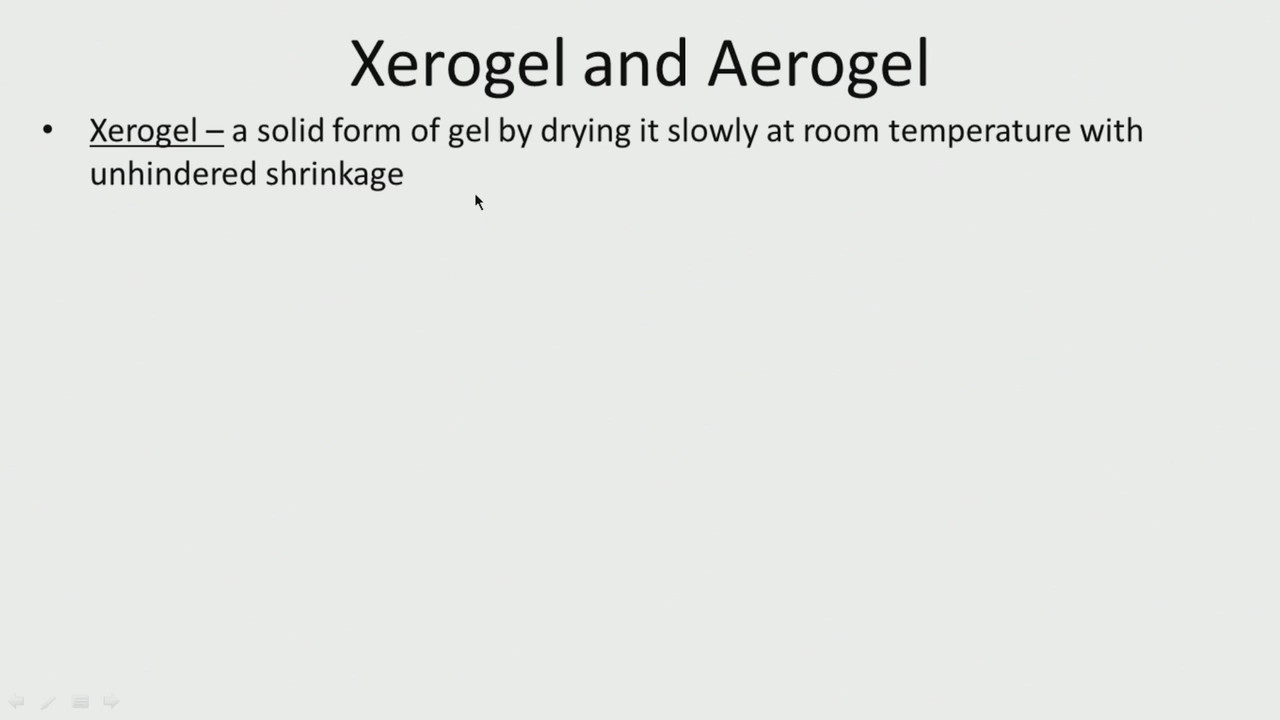 Xerogel and Aerogel
• Xerogel – a solid form of gel by drying it slowly at room temperature with
unhindered shrinkage